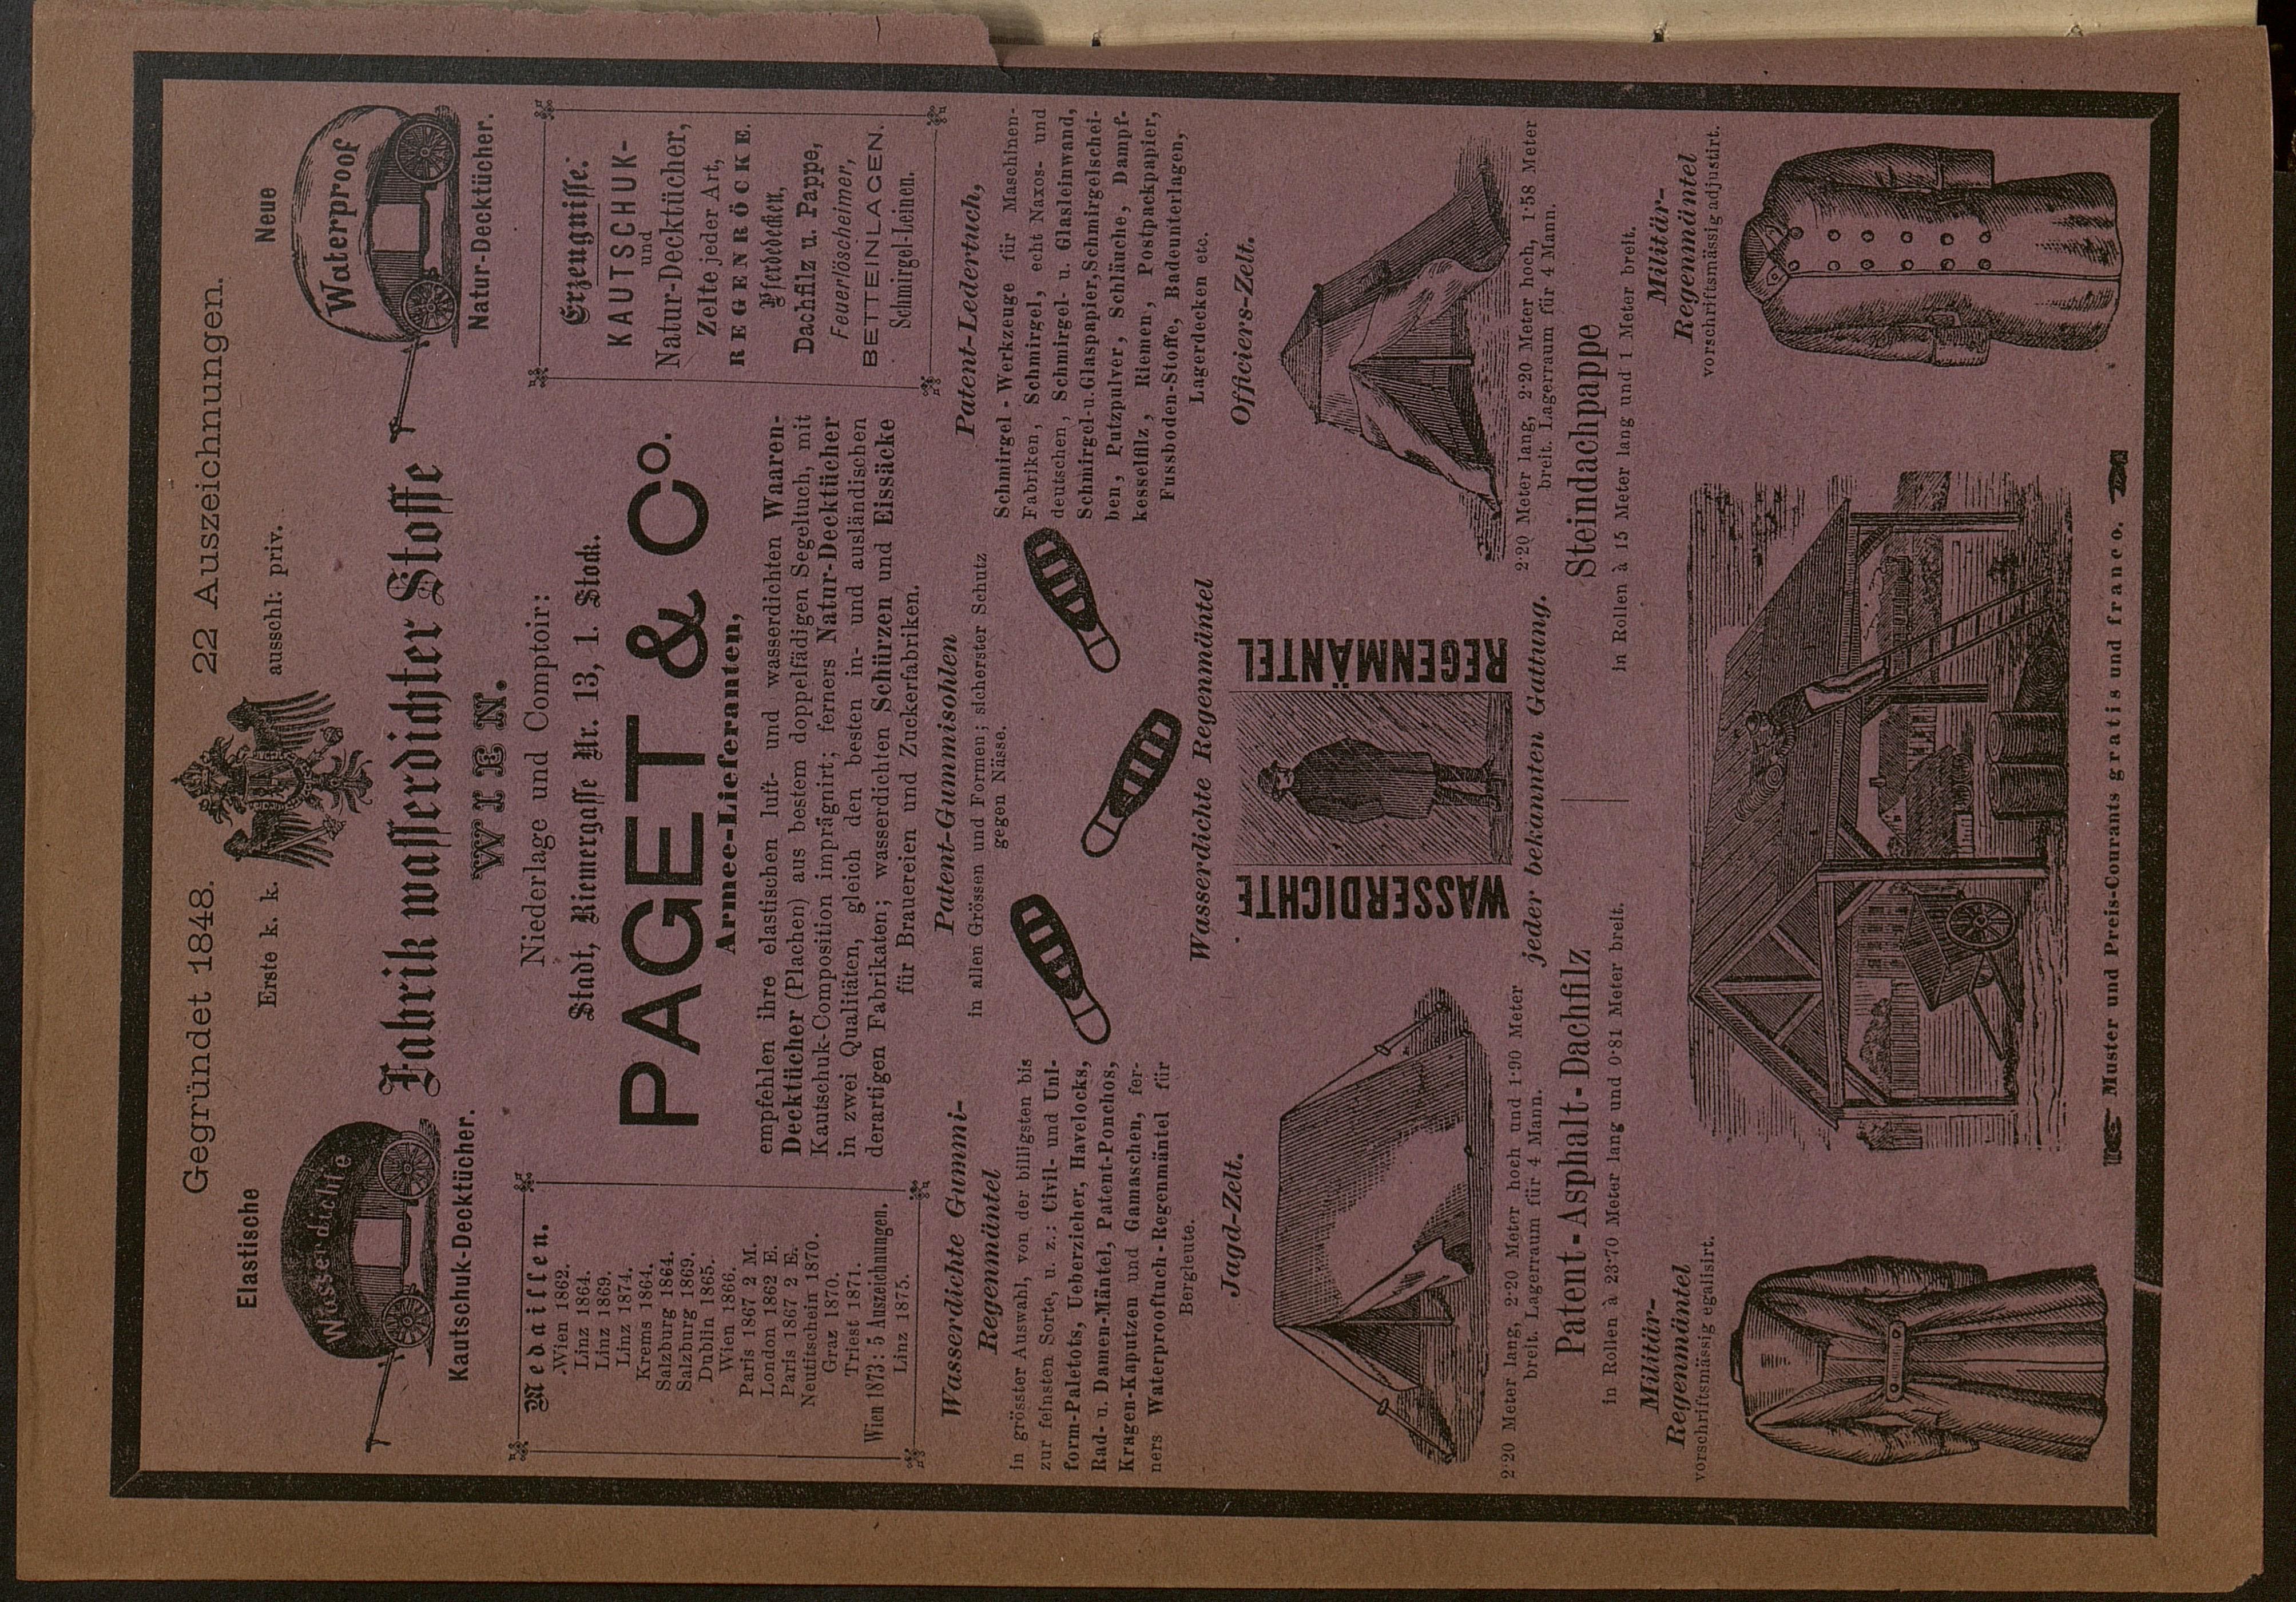 Gegründet 1848.
22 Auszeichnungen.
Elastische
Wasserdichte
Kautschuk-Decktücher.
Erste k. k.
ausschl: priv.
Neue
Waterproof
Natur-Decktücher.
Fabrik wasserdichter Stoffe
WIEN.
Niederlage und Comptoir:
Stadt, Riemergasse Nr. 13, 1. Stock.
PAGET & Co.
Armee-Lieferanten,
empfehlen ihre elastischen luft- und wasserdichten Waaren-
Decktücher (Plachen) aus bestem doppelfädigen Segeltuch, mit
Kautschuk-Composition imprägnirt; ferners Natur-Decktücher
in zwei Qualitäten, gleich den besten in- und ausländischen
derartigen Fabrikaten; wasserdichten Schürzen und Eissäcke
für Brauereien und Zuckerfabriken.
Medaillen.
Wien 1862.
Linz 1864.
Linz 1869.
Linz 1874.
Krems 1864.
Salzburg 1864.
Salzburg 1869.
Dublin 1865.
Wien 1866.
Paris 1867 2 M.
London 1862 E.
Paris 1867 2 E.
Neutitschein 1870.
Graz 1870.
Triest 1871.
Wien 1873: 5 Auszeichnungen.
Linz 1875.
Erzeugnisse:
KAUTSCHUK-
und
Natur-Decktücher,
Zelte jeder Art,
REGENRÖCKE.
Pferdedecken,
Dachfilz u. Pappe,
Feuerlöscheimer,
BETTEINLAGEN.
Schmirgel-Leinen.
Wasserdichte Gummi-
Regenmäntel
in grösster Auswahl, von der billigsten bis
zur feinsten Sorte, u. z.: Civil- und Uni-
form-Paletots, Ueberzieher, Havelocks,
Rad- u. Damen-Mäntel, Patent-Ponchos,
Kragen-Kaputzen und Gamaschen, fer-
ners Waterprooftuch-Regenmäntel für
Bergleute.
Patent-Gummisohlen
in allen Grössen und Formen; sicherster Schutz
gegen Nässe.
Patent-Ledertuch,
Schmirgel-Werkzeuge für Maschinen-
Fabriken, Schmirgel, echt Naxos- und
deutschen, Schmirgel- u. Glasleinwand,
Schmirgel-u.Glaspapier,Schmirgelschei-
ben, Putzpulver, Schläuche, Dampf-
kesselfilz, Riemen, Postpackpapier,
Fussboden-Stoffe, Badeunterlagen,
Lagerdecken etc.
Jagd-Zelt.
2·20 Meter lang, 2·20 Meter hoch und 1·90 Meter
breit. Lagerraum für 4 Mann.
Wasserdichte Regenmäntel
WASSERDICHTE
REGENMÄNTEL
jeder bekannten Gattung.
Officiers-Zelt.
2·20 Meter lang, 2·20 Meter hoch, 1·58 Meter
breit. Lagerraum für 4 Mann.
Patent-Asphalt-Dachfilz
in Rollen à 23·70 Meter lang und 0·81 Meter breit.
Steindachpappe
in Rollen à 15 Meter lang und 1 Meter breit.
Militär-
Regenmäntel
vorschriftsmässig egalisirt.
Militär-
Regenmäntel
vorschriftsmässig adjustirt.
Muster und Preis-Courants gratis und franco.